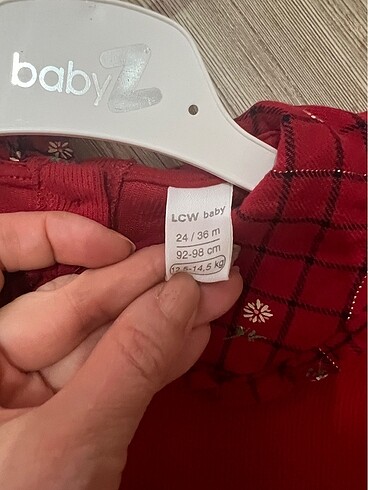 babyZ
LCW baby
24 / 36 m
92-98 cm
12,5-14,5 kg